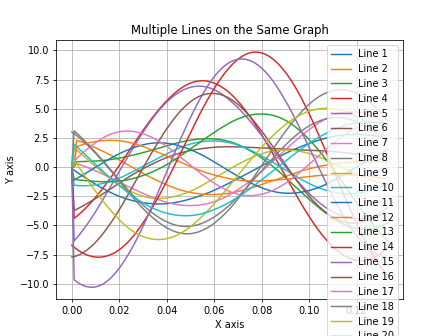 Multiple Lines on the Same Graph
10.0
7.5
5.0
2.5
0.0
−2.5
−5.0
−7.5
−10.0
Y axis
0.00
0.02
0.04
0.06
0.08
0.10
X axis
Line 1
Line 2
Line 3
Line 4
Line 5
Line 6
Line 7
Line 8
Line 9
Line 10
Line 11
Line 12
Line 13
Line 14
Line 15
Line 16
Line 17
Line 18
Line 19
Line 20